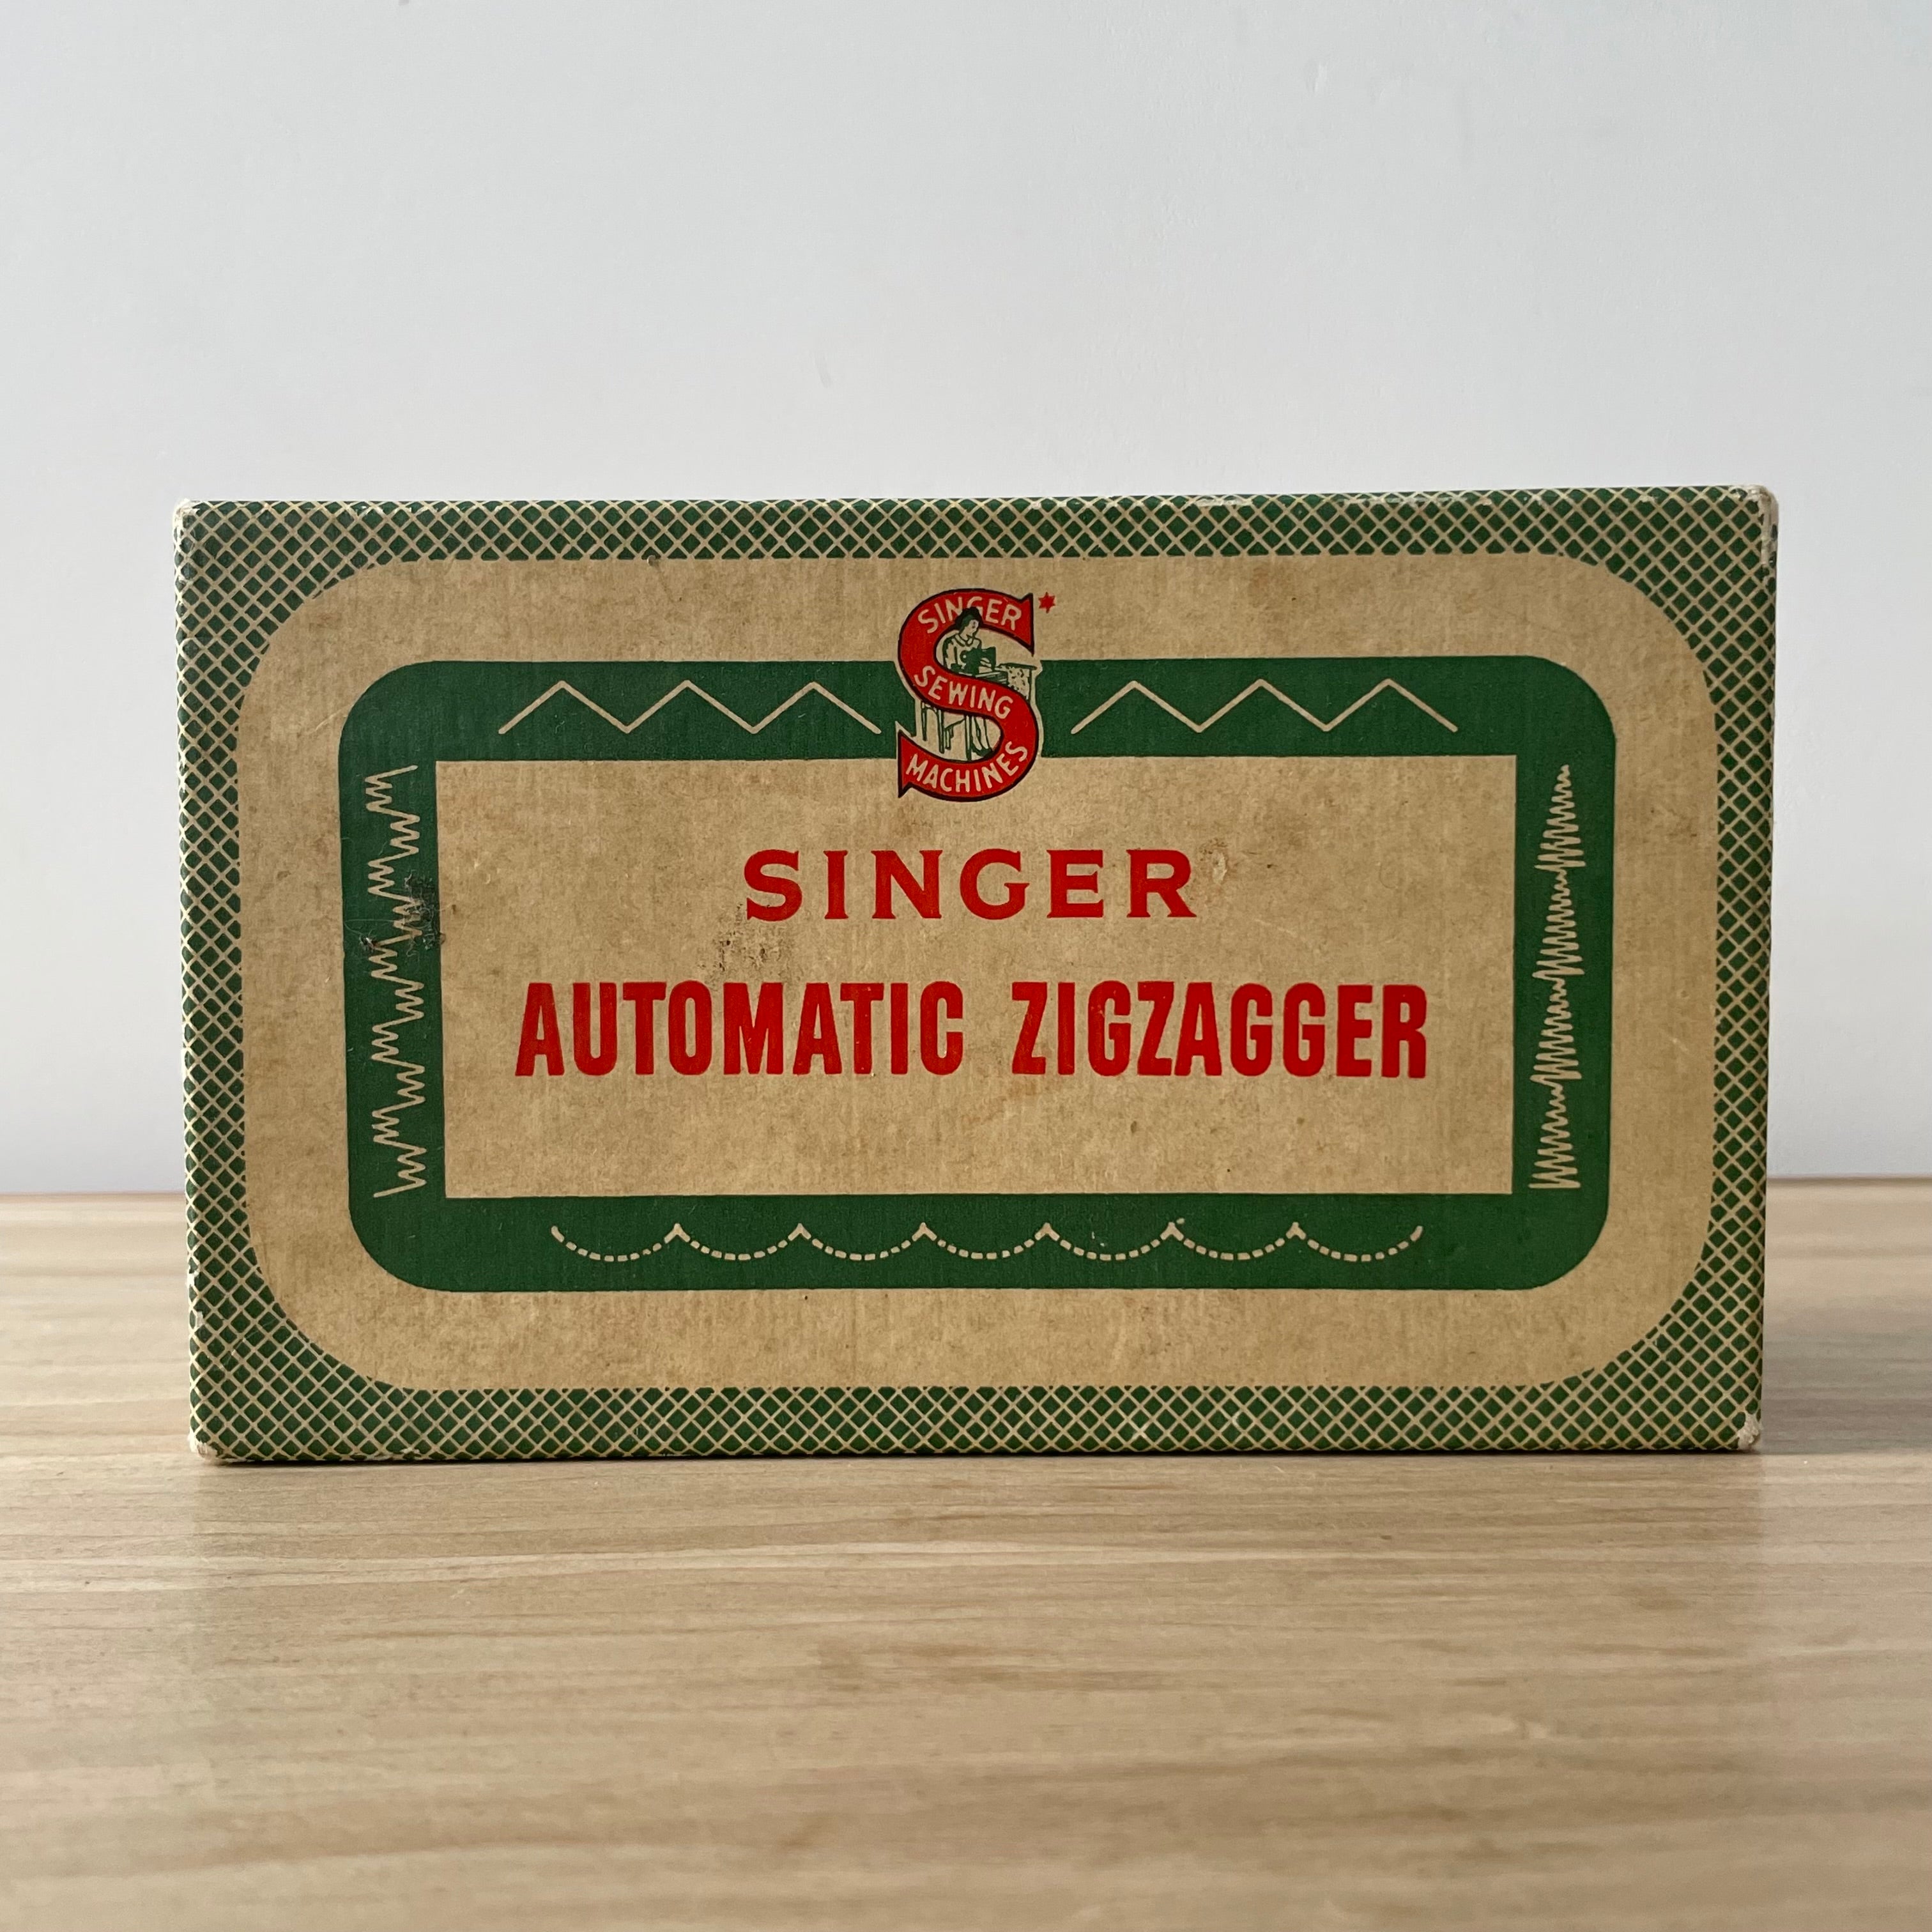 SINGER
SEWING
MACHINES
SINGER
AUTOMATIC ZIGZAGGER